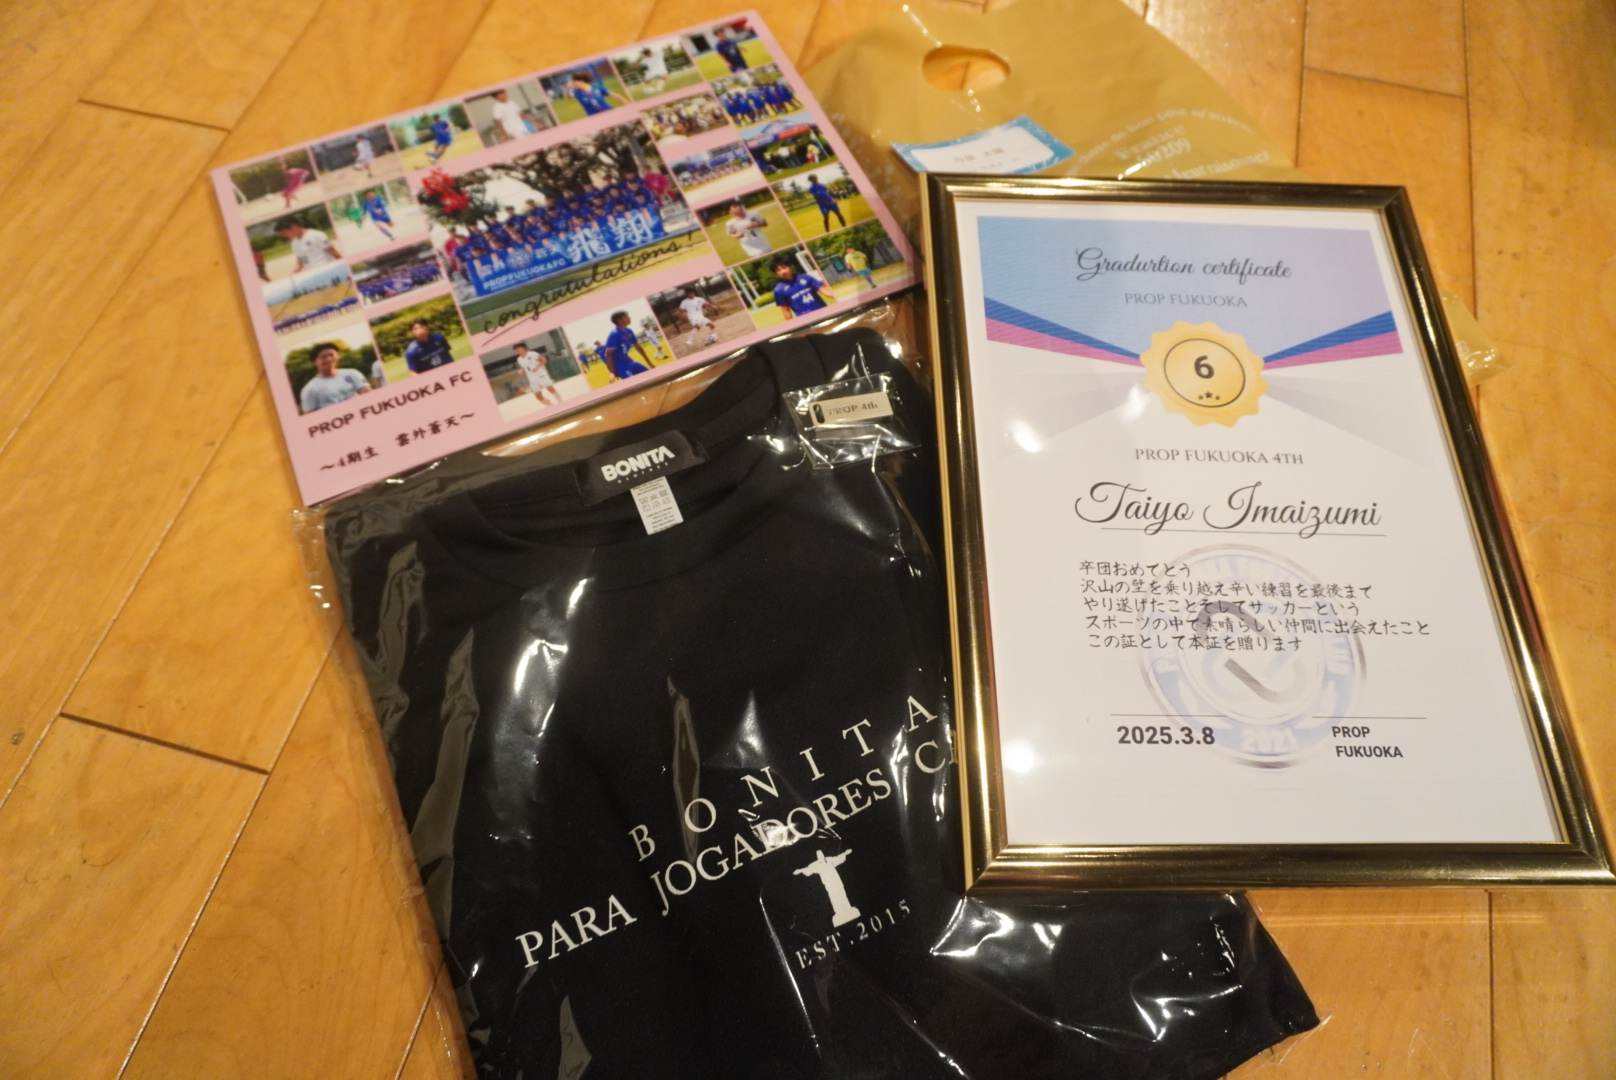 飛翔
PROPFUKUOKAFC
congratulations!
PROP FUKUOKA FC
～4期生 雲外蒼天～
France
BONITA
PROP 4th
BONITA
PARA JOGADORES
EST.2015
Gradurtion certificate
PROP FUKUOKA
6
PROP FUKUOKA 4TH
Taiyo Imaizumi
卒団おめでとう
沢山の壁を乗り越え辛い練習を最後まで
やり遂げたことそしてサッカーという
スポーツの中で素晴らしい仲間に出会えたこと
この証として本証を贈ります
2025.3.8
2021
PROP
FUKUOKA